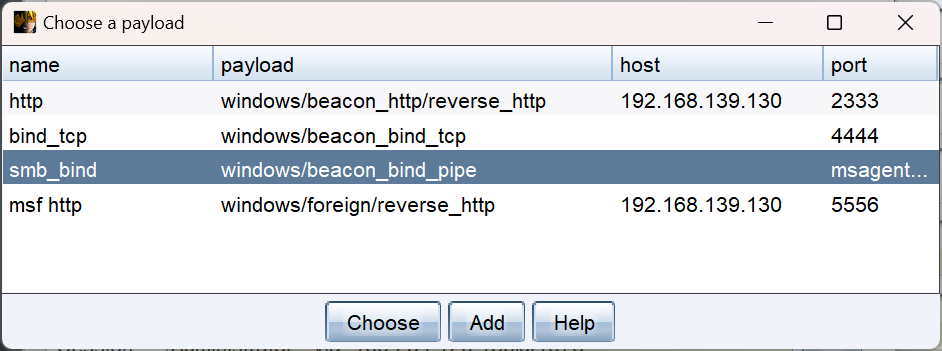 Choose a payload
name payload host port
http windows/beacon_http/reverse_http 192.168.139.130 2333
bind_tcp windows/beacon_bind_tcp 4444
smb_bind windows/beacon_bind_pipe msagent...
msf http windows/foreign/reverse_http 192.168.139.130 5556
Choose Add Help